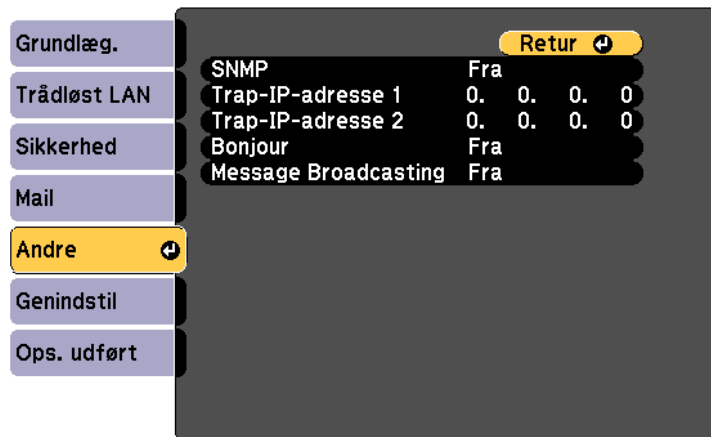 Grundlæg.
Trådløst LAN
Sikkerhed
Mail
Andre
Genindstil
Ops. udført
Retur
SNMP Fra
Trap-IP-adresse 1 0. 0. 0. 0
Trap-IP-adresse 2 0. 0. 0. 0
Bonjour Fra
Message Broadcasting Fra